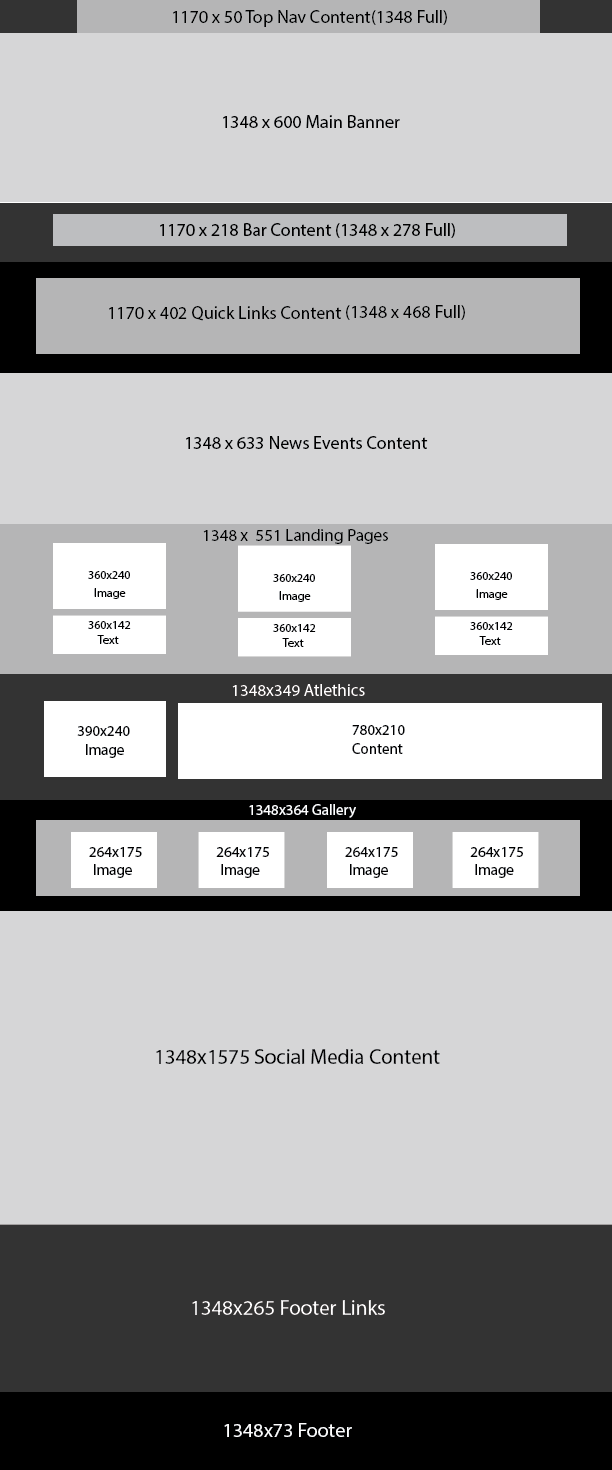 1170 x 50 Top Nav Content(1348 Full)
1348 x 600 Main Banner
1170 x 218 Bar Content (1348 x 278 Full)
1170 x 402 Quick Links Content (1348 x 468 Full)
1348 x 633 News Events Content
1348 x  551 Landing Pages
360x240
Image
360x142
Text
360x240
Image
360x142
Text
360x240
Image
360x142
Text
1348x349 Atlethics
390x240
Image
780x210
Content
1348x364 Gallery
264x175
Image
264x175
Image
264x175
Image
264x175
Image
1348x1575 Social Media Content
1348x265 Footer Links
1348x73 Footer